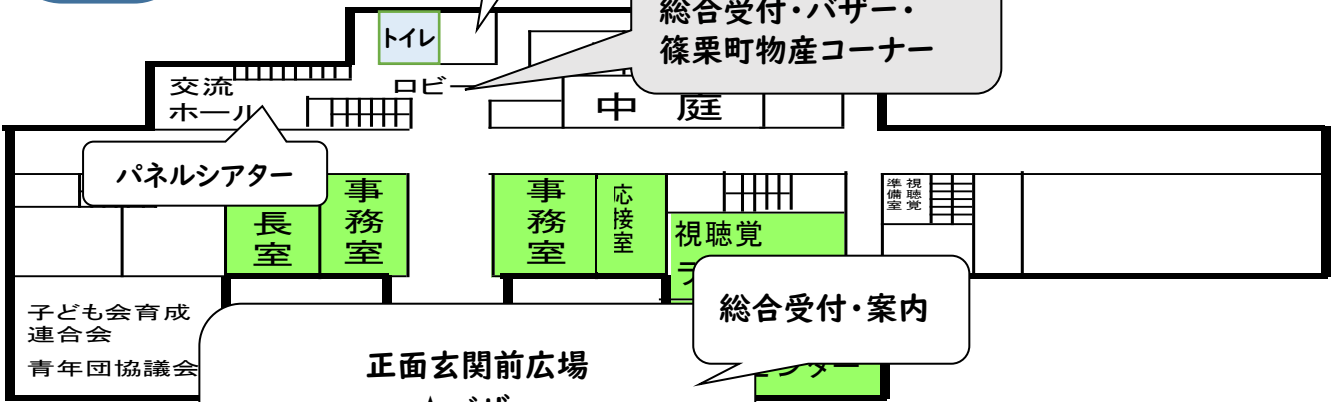 総合受付・バザー・
篠栗町物産コーナー
トイレ
交流
ホール
ロビー
中庭
パネルシアター
長室
事務室
事務室
応接室
視聴覚
視聴覚
準備室
総合受付・案内
子ども会育成
連合会
青年団協議会
正面玄関前広場